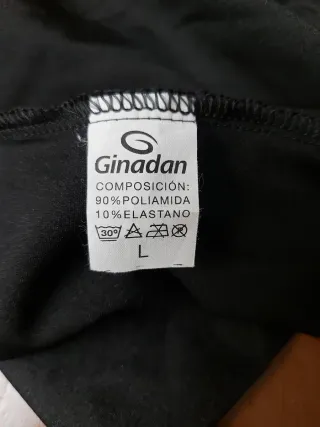 Ginadan
COMPOSICIÓN:
90%POLIAMIDA
10%ELASTANO
30°
L